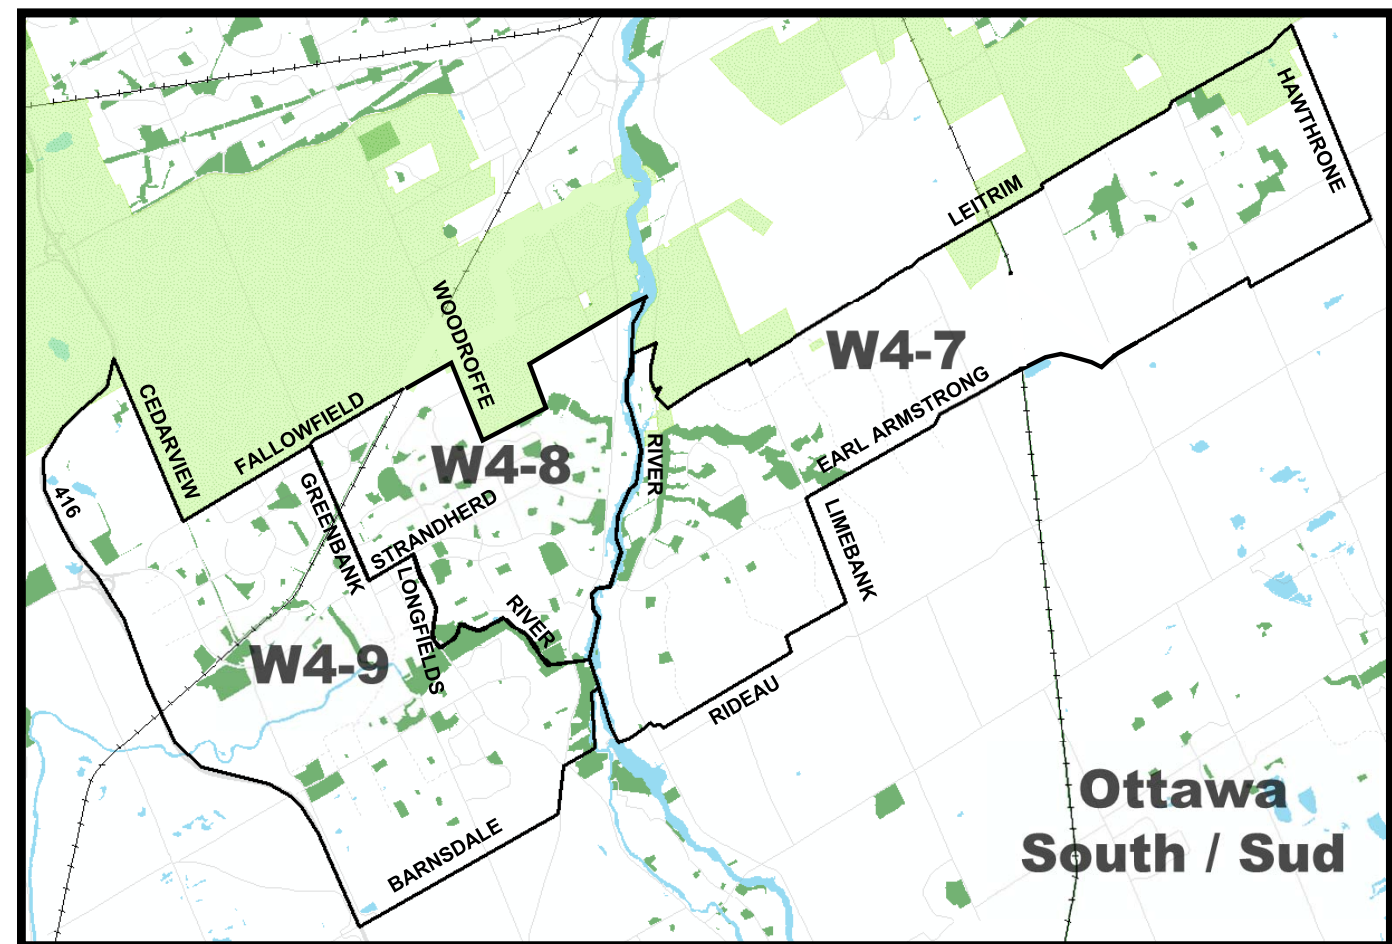 HAWTHRONE
LEITRIM
WOODROFFE
W4-7
CEDARVIEW
FALLOWFIELD
EARL ARMSTRONG
W4-8
RIVER
416
GREENBANK
STRANDHERD
LIMEBANK
LONGFIELDS
RIVER
W4-9
RIDEAU
BARNSDALE
Ottawa
South / Sud